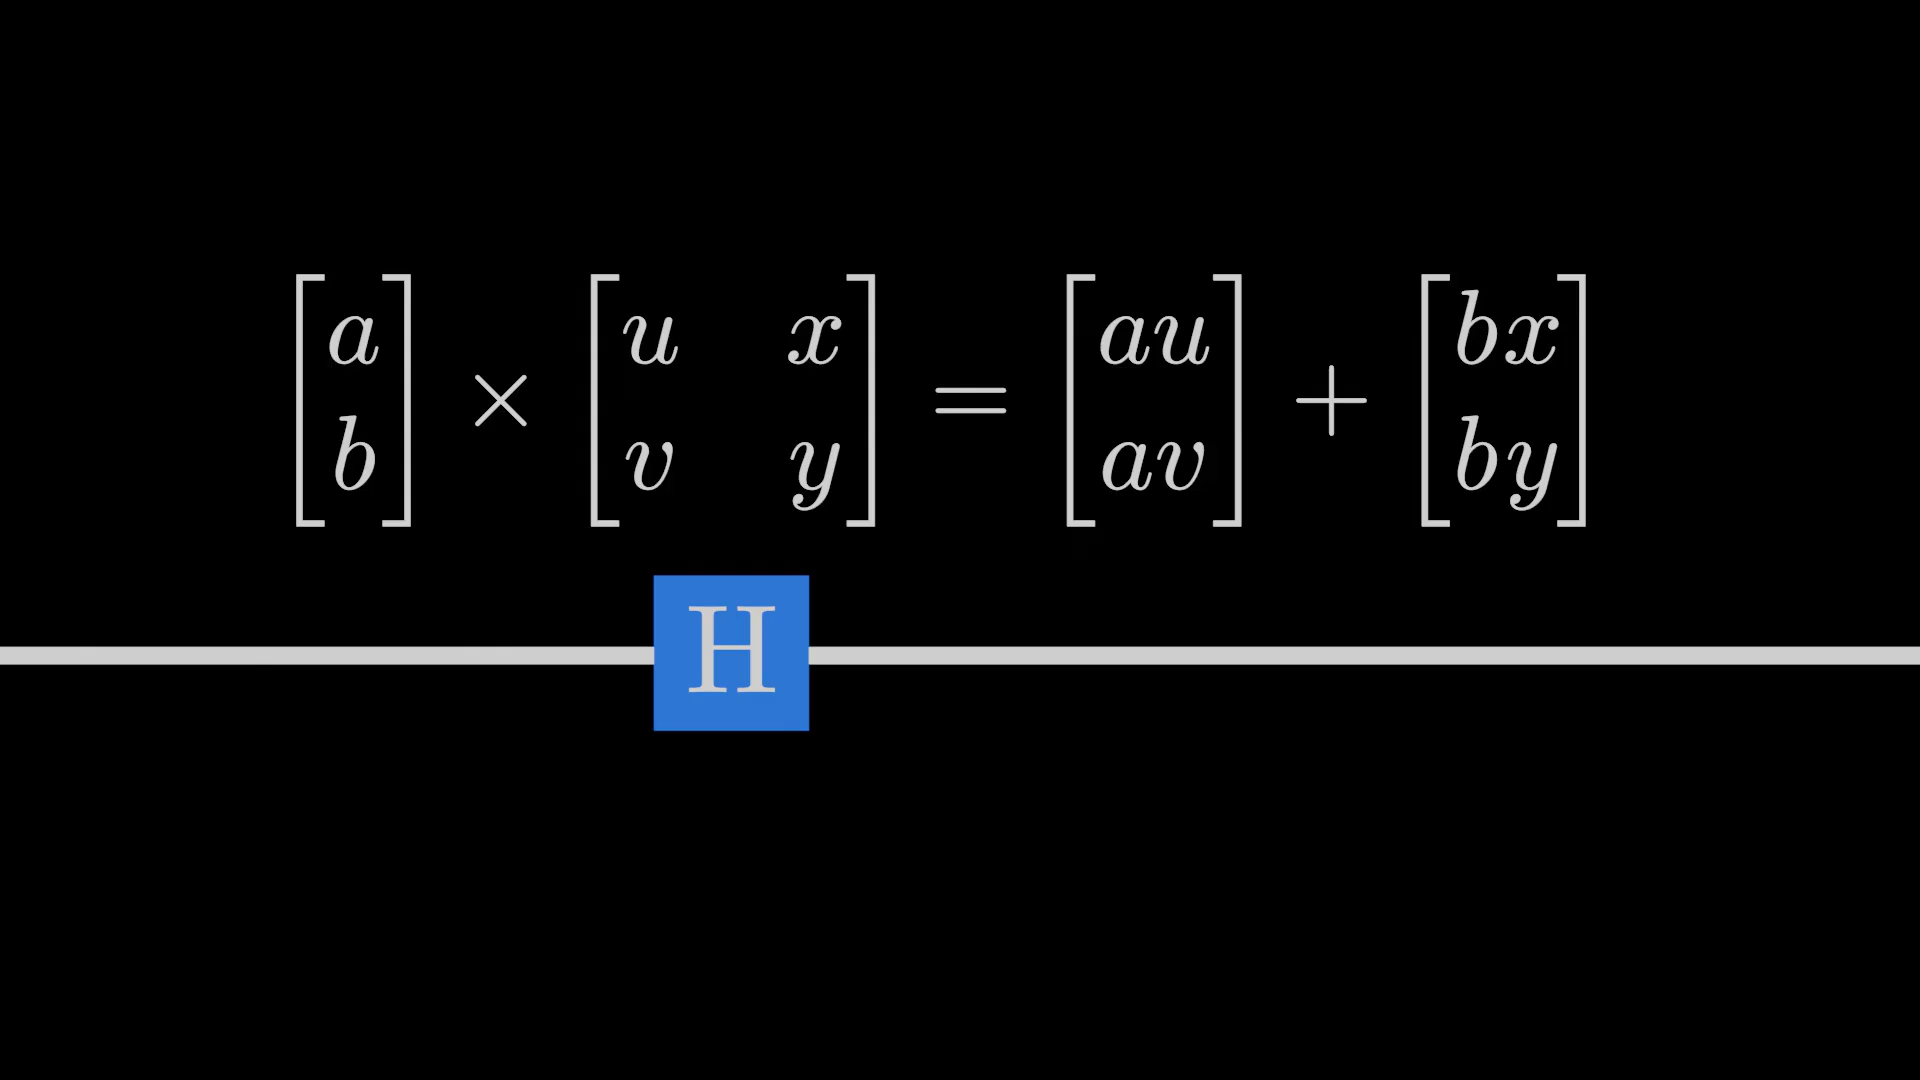 [a b] × [u x v y] = [au av] + [bx by]
H